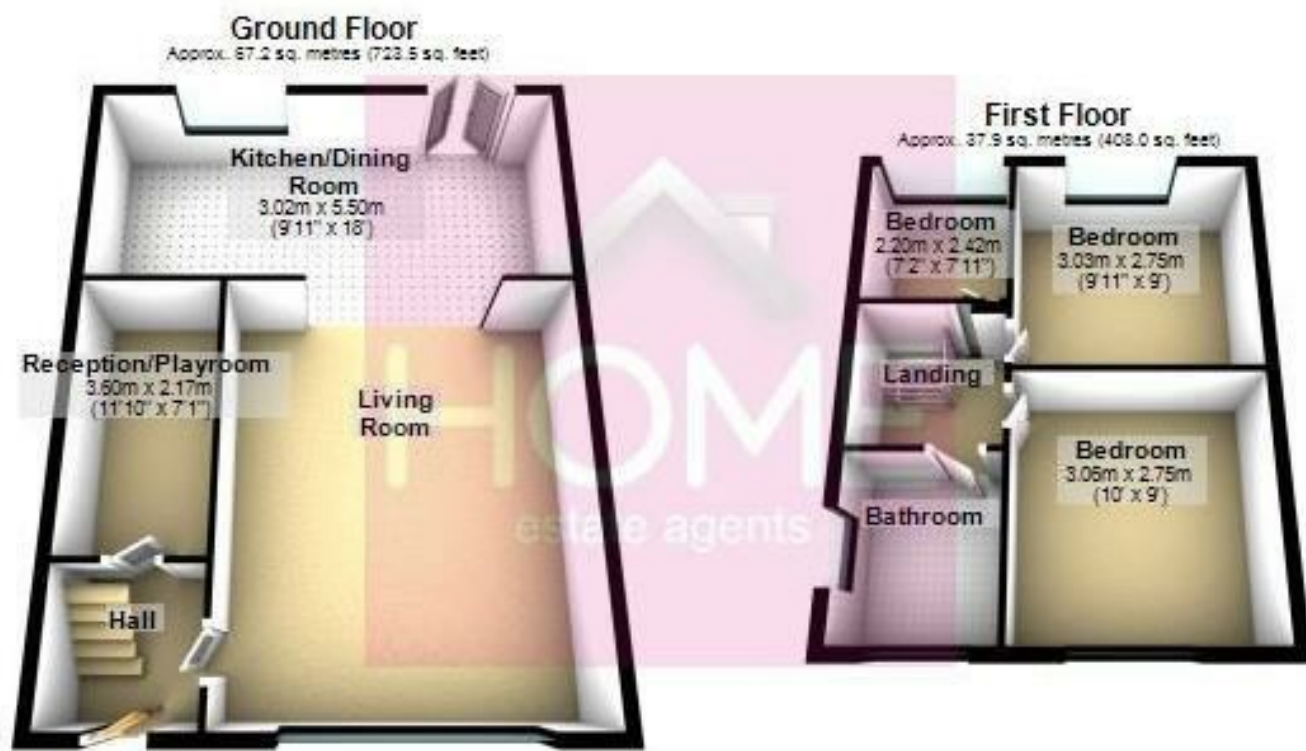 Ground Floor
Approx. 67.2 sq. metres (723.5 sq. feet)
Kitchen/Dining
Room
3.02m x 5.50m
(9'11" x 18')
Reception/Playroom
3.60m x 2.17m
(11'10" x 7'1")
Living
Room
Hall
First Floor
Approx. 37.9 sq. metres (408.0 sq. feet)
Bedroom
2.20m x 2.42m
(7'2" x 7'11")
Bedroom
3.03m x 2.75m
(9'11" x 9')
Landing
Bedroom
3.06m x 2.75m
(10' x 9')
Bathroom
HOME
estate agents